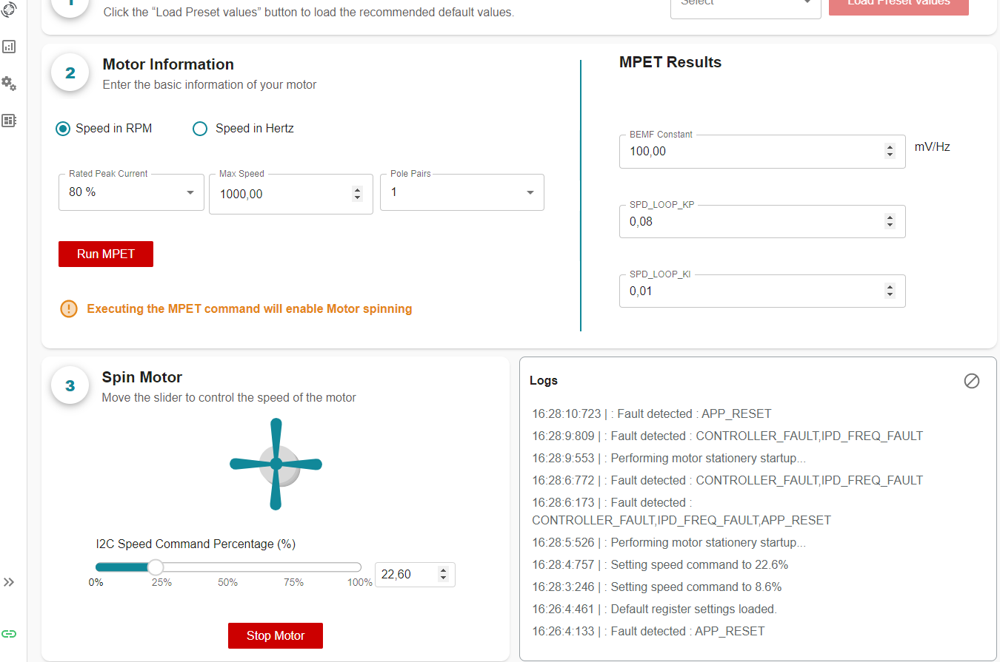 1
Click the “Load Preset values” button to load the recommended default values.
Select
Load Preset Values
2
Motor Information
Enter the basic information of your motor
Speed in RPM
Speed in Hertz
Rated Peak Current
80 %
Max Speed
1000,00
Pole Pairs
1
Run MPET
Executing the MPET command will enable Motor spinning
MPET Results
BEMF Constant
100,00
mV/Hz
SPD_LOOP_KP
0,08
SPD_LOOP_KI
0,01
3
Spin Motor
Move the slider to control the speed of the motor
I2C Speed Command Percentage (%)
0%
25%
50%
75%
100%
22,60
Stop Motor
Logs
16:28:10:723 | : Fault detected : APP_RESET
16:28:9:809 | : Fault detected : CONTROLLER_FAULT,IPD_FREQ_FAULT
16:28:9:553 | : Performing motor stationery startup...
16:28:6:772 | : Fault detected : CONTROLLER_FAULT,IPD_FREQ_FAULT
16:28:6:173 | : Fault detected :
CONTROLLER_FAULT,IPD_FREQ_FAULT,APP_RESET
16:28:5:526 | : Performing motor stationery startup...
16:28:4:757 | : Setting speed command to 22.6%
16:28:3:246 | : Setting speed command to 8.6%
16:26:4:461 | : Default register settings loaded.
16:26:4:133 | : Fault detected : APP_RESET